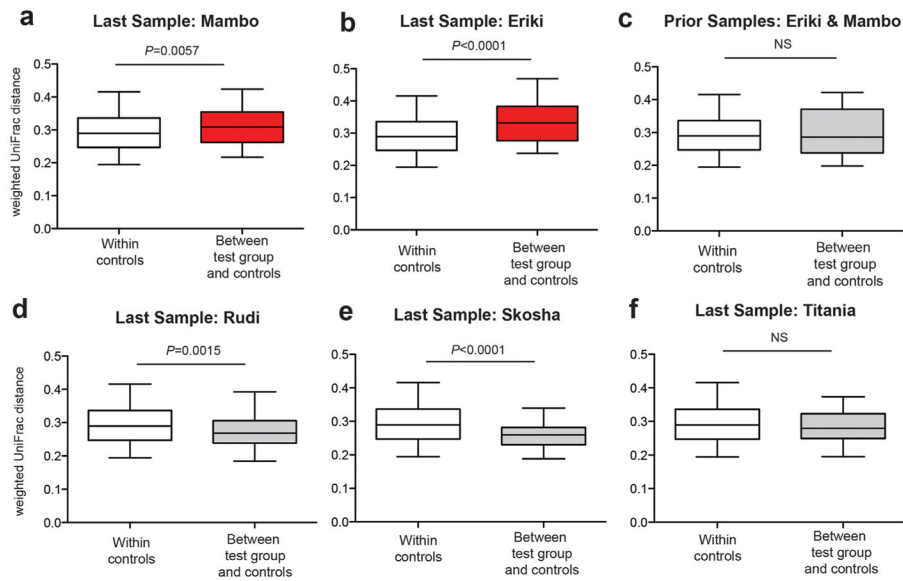 a
Last Sample: Mambo
P=0.0057
weighted UniFrac distance
0.5
0.4
0.3
0.2
0.1
0.0
Within
controls
Between
test group
and controls
b
Last Sample: Eriki
P<0.0001
0.5
0.4
0.3
0.2
0.1
0.0
Within
controls
Between
test group
and controls
c
Prior Samples: Eriki & Mambo
NS
0.5
0.4
0.3
0.2
0.1
0.0
Within
controls
Between
test group
and controls
d
Last Sample: Rudi
P=0.0015
weighted UniFrac distance
0.5
0.4
0.3
0.2
0.1
0.0
Within
controls
Between
test group
and controls
e
Last Sample: Skosha
P<0.0001
0.5
0.4
0.3
0.2
0.1
0.0
Within
controls
Between
test group
and controls
f
Last Sample: Titania
NS
0.5
0.4
0.3
0.2
0.1
0.0
Within
controls
Between
test group
and controls